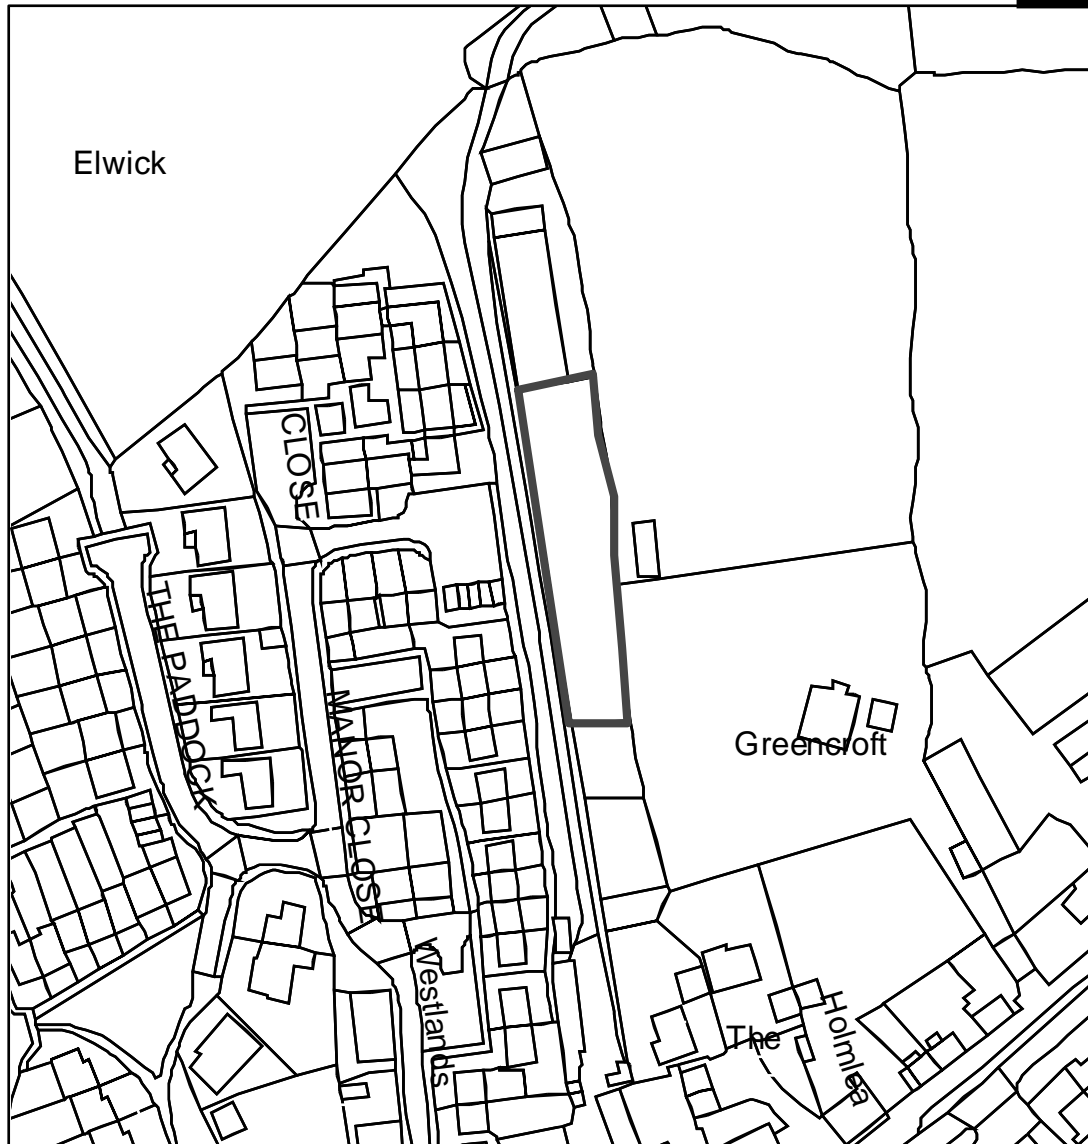 Elwick
CLOSE
THE PADDOCK
MANOR CLOSE
Greencroft
Westlands
The
Holmlea